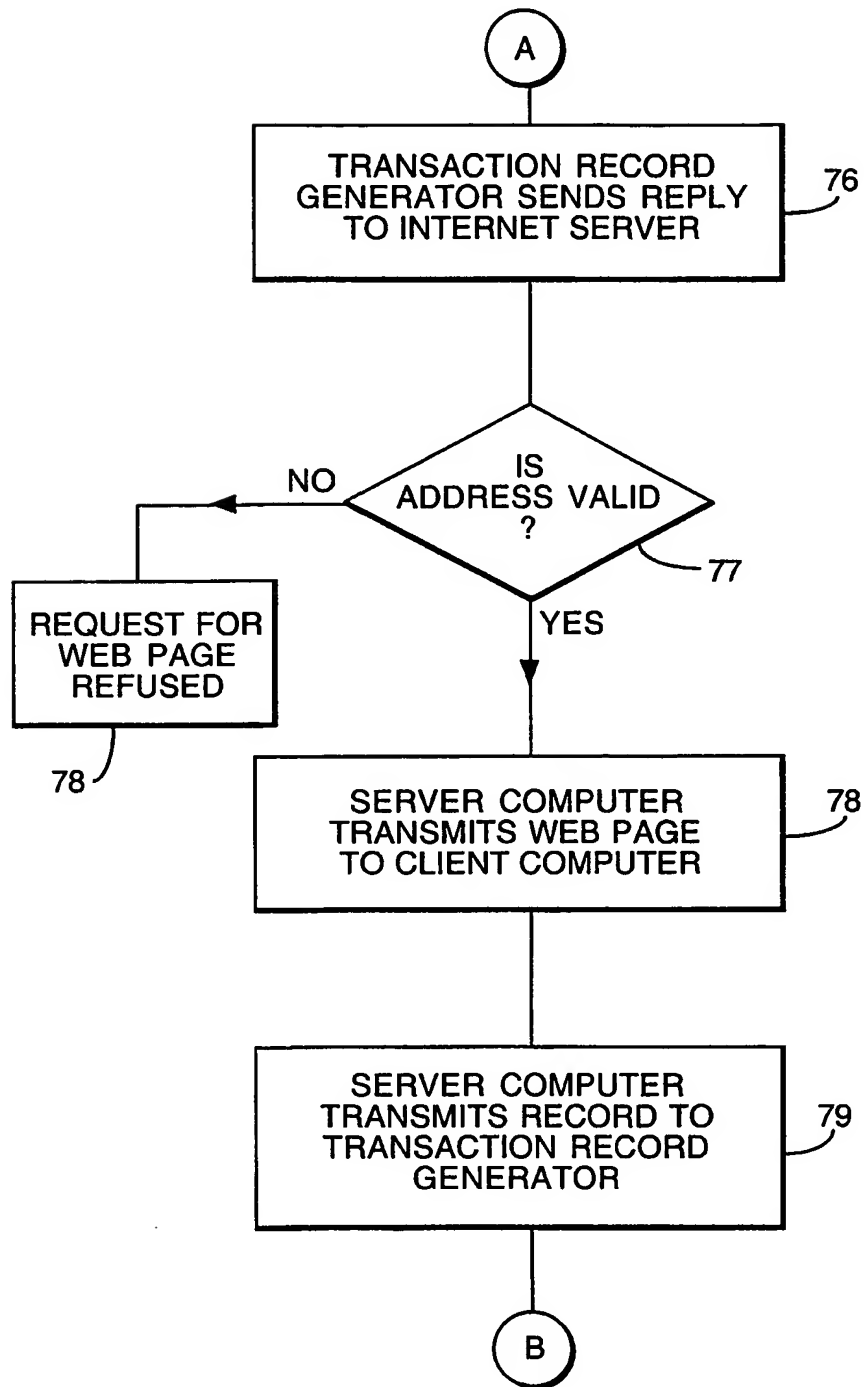 A
TRANSACTION RECORD
GENERATOR SENDS REPLY
TO INTERNET SERVER
76
IS
ADDRESS VALID
?
NO
77
YES
REQUEST FOR
WEB PAGE
REFUSED
78
SERVER COMPUTER
TRANSMITS WEB PAGE
TO CLIENT COMPUTER
78
SERVER COMPUTER
TRANSMITS RECORD TO
TRANSACTION RECORD
GENERATOR
79
B